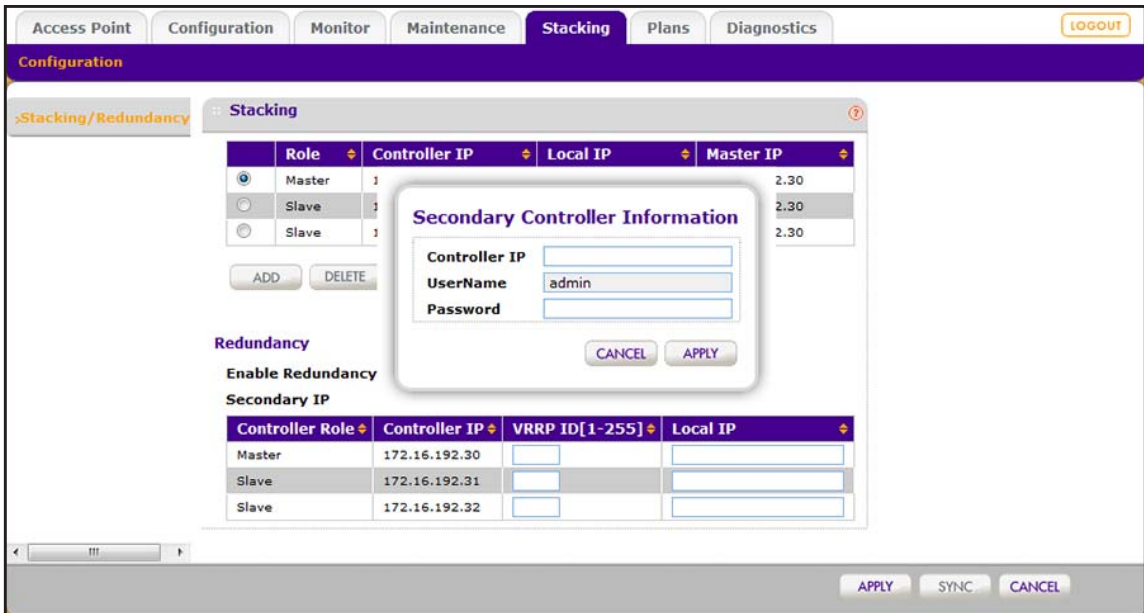 Access Point Configuration Monitor Maintenance Stacking Plans Diagnostics LOGOUT
Configuration
Stacking/Redundancy
Stacking ?
Role Controller IP Local IP Master IP
Master 1 2.30
Slave 1 2.30
Slave 1 2.30
ADD DELETE
Secondary Controller Information
Controller IP
UserName admin
Password
CANCEL APPLY
Redundancy
Enable Redundancy
Secondary IP
Controller Role Controller IP VRRP ID[1-255] Local IP
Master 172.16.192.30
Slave 172.16.192.31
Slave 172.16.192.32
APPLY SYNC CANCEL